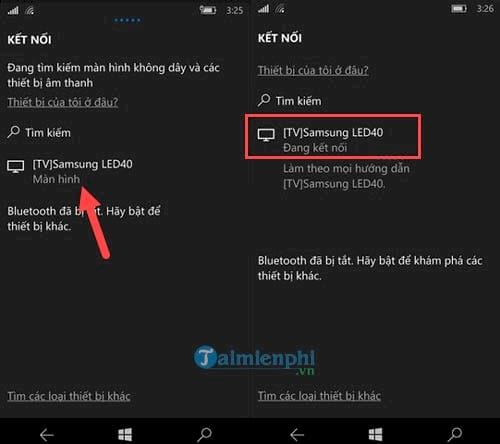 3:25
KẾT NỐI
Đang tìm kiếm màn hình không dây và các
thiết bị âm thanh
Thiết bị của tôi ở đâu?
Tìm kiếm
[TV]Samsung LED40
Màn hình
Bluetooth đã bị tắt. Hãy bật để
thiết bị khác.
Tìm các loại thiết bị khác
3:26
KẾT NỐI
Thiết bị của tôi ở đâu?
Tìm kiếm
[TV]Samsung LED40
Đang kết nối
Làm theo mọi hướng dẫn
[TV]Samsung LED40.
Bluetooth đã bị tắt. Hãy bật để khám phá các
thiết bị khác.
Tìm các loại thiết bị khác
Taimienphi
.vn